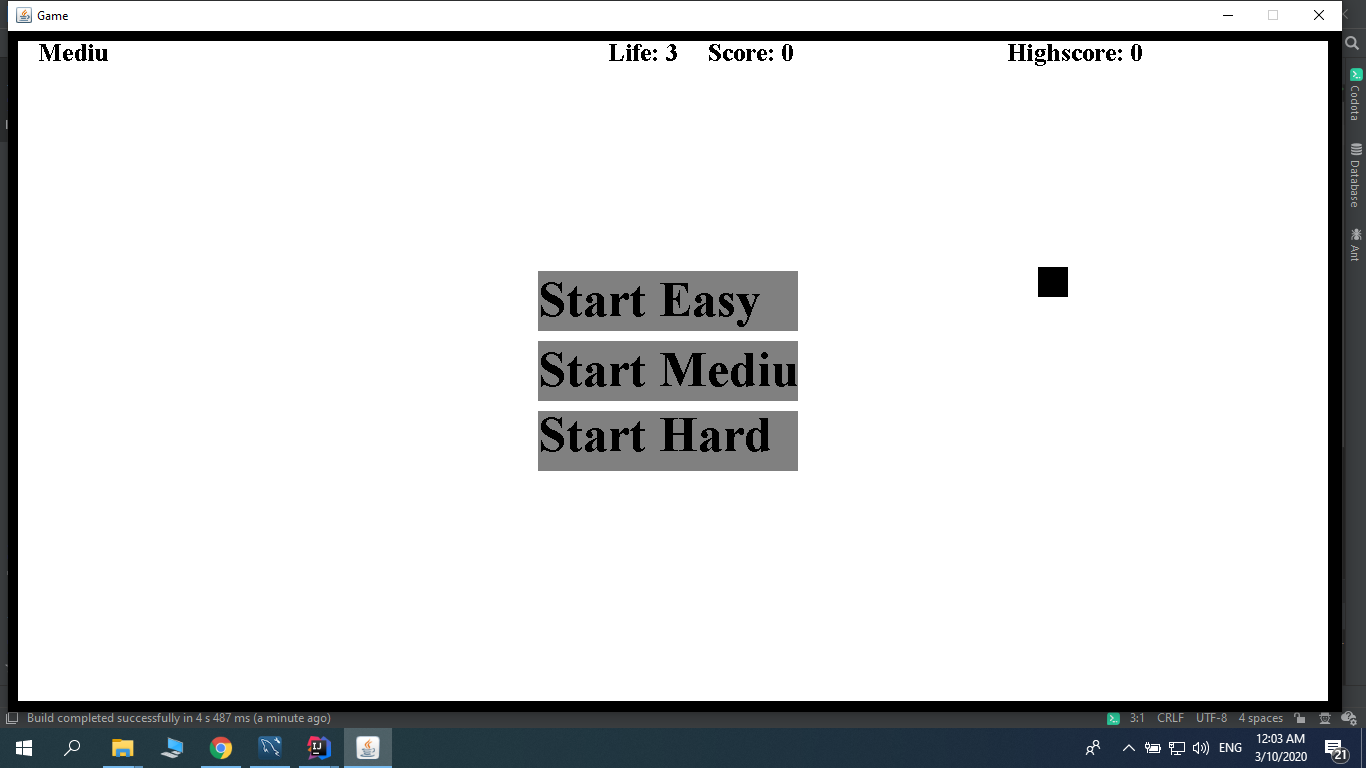 Game
Mediu Life: 3 Score: 0 Highscore: 0
Codota
Database
Ant
Start Easy
Start Mediu
Start Hard
Build completed successfully in 4 s 487 ms (a minute ago) 3:1 CRLF UTF-8 4 spaces
ENG 12:03 AM
3/10/2020 21